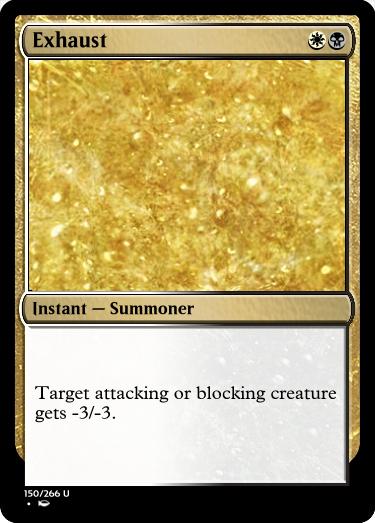 Exhaust
Instant — Summoner
Target attacking or blocking creature
gets -3/-3.
150/266 U